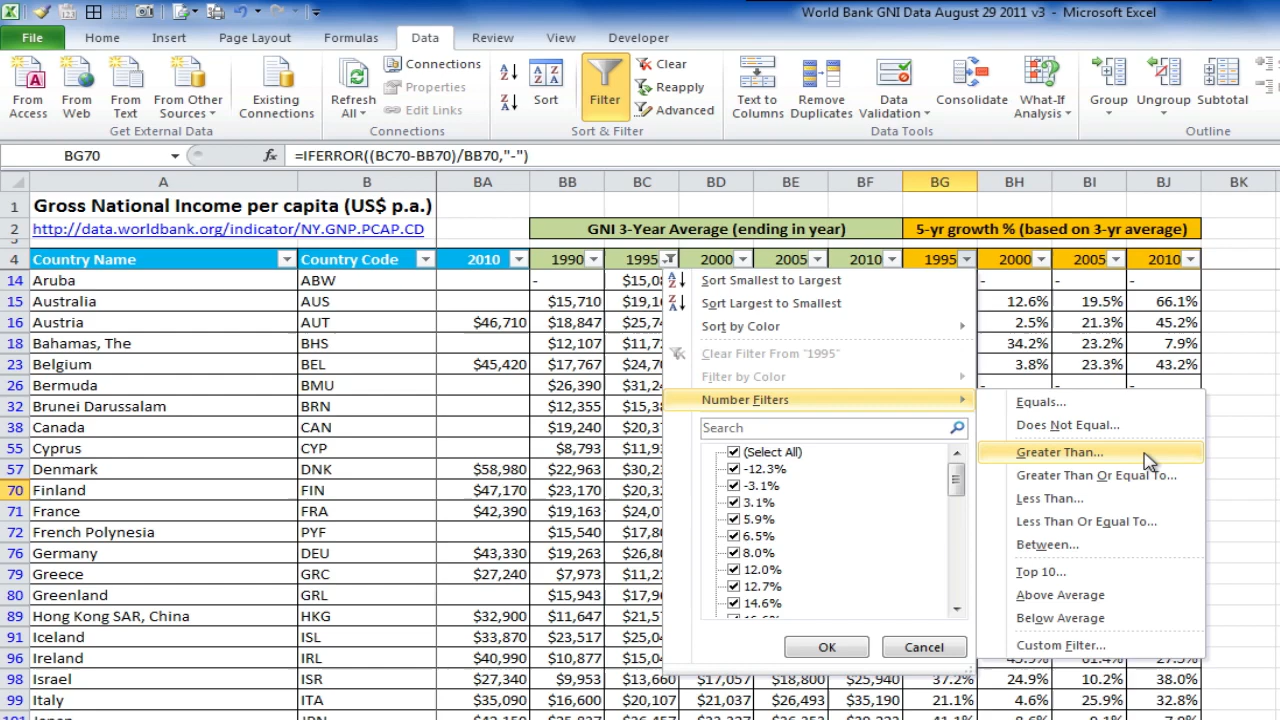 World Bank GNI Data August 29 2011 v3 - Microsoft Excel
File Home Insert Page Layout Formulas Data Review View Developer
From Access From Web From Text From Other Sources Existing Connections Refresh All Connections Properties Edit Links Sort Filter Clear Reapply Advanced Text to Columns Remove Duplicates Data Validation Consolidate What-If Analysis Group Ungroup Subtotal
Get External Data Connections Sort & Filter Data Tools Outline
BG70 fx =IFERROR((BC70-BB70)/BB70,"-")
A B BA BB BC BD BE BF BG BH BI BJ BK
1 Gross National Income per capita (US$ p.a.)
2 http://data.worldbank.org/indicator/NY.GNP.PCAP.CD GNI 3-Year Average (ending in year) 5-yr growth % (based on 3-yr average)
4 Country Name Country Code 2010 1990 1995 2000 2005 2010 1995 2000 2005 2010
14 Aruba ABW - - - -
15 Australia AUS $15,710 12.6% 19.5% 66.1%
16 Austria AUT $46,710 $18,847 2.5% 21.3% 45.2%
18 Bahamas, The BHS $12,107 34.2% 23.2% 7.9%
23 Belgium BEL $45,420 $17,767 3.8% 23.3% 43.2%
26 Bermuda BMU $26,390
32 Brunei Darussalam BRN $12,355
38 Canada CAN $19,240
55 Cyprus CYP $8,793
57 Denmark DNK $58,980 $22,963
70 Finland FIN $47,170 $23,170
71 France FRA $42,390 $19,163
72 French Polynesia PYF $15,540
76 Germany DEU $43,330 $19,263
79 Greece GRC $27,240 $7,973
80 Greenland GRL $15,943
89 Hong Kong SAR, China HKG $32,900 $11,647
91 Iceland ISL $33,870 $23,517
96 Ireland IRL $40,990 $10,877
98 Israel ISR $27,340 $9,953 $13,660 $17,057 $18,800 $25,940 37.2% 24.9% 10.2% 38.0%
99 Italy ITA $35,090 $16,600 $20,107 $21,037 $26,493 $35,190 21.1% 4.6% 25.9% 32.8%
Sort Smallest to Largest
Sort Largest to Smallest
Sort by Color
Clear Filter From "1995"
Filter by Color
Number Filters
Search
(Select All)
-12.3%
-3.1%
3.1%
5.9%
6.5%
8.0%
12.0%
12.7%
14.6%
OK Cancel
Equals...
Does Not Equal...
Greater Than...
Greater Than Or Equal To...
Less Than...
Less Than Or Equal To...
Between...
Top 10...
Above Average
Below Average
Custom Filter...